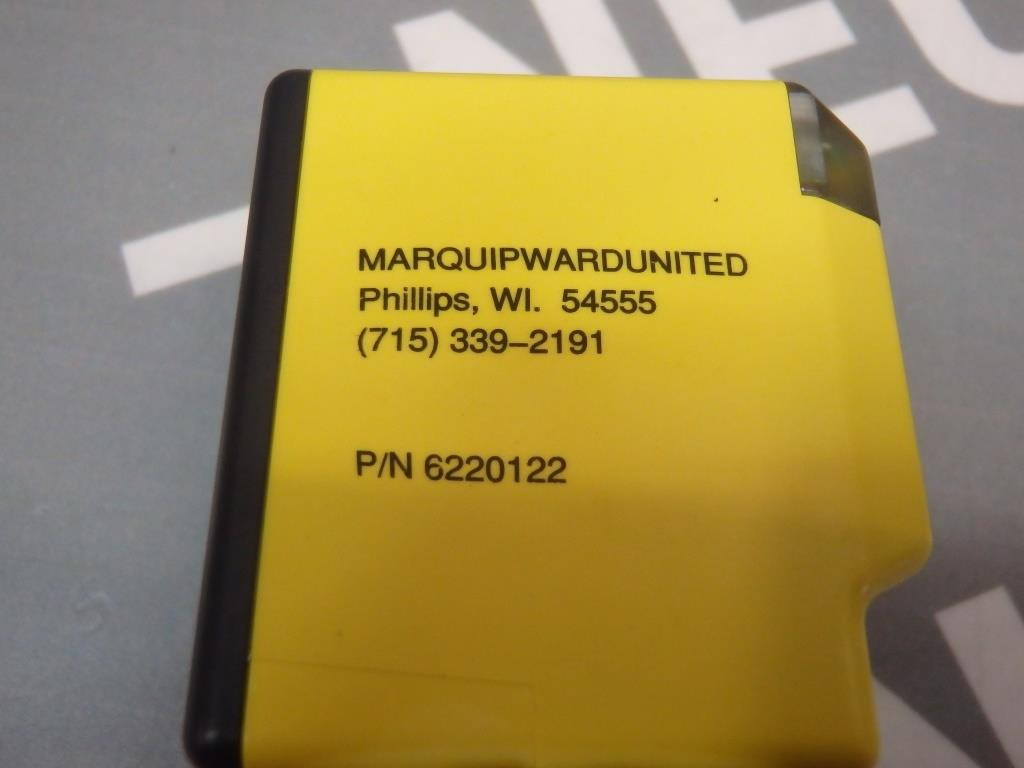 MARQUIPWARDUNITED
Phillips, WI. 54555
(715) 339-2191
P/N 6220122